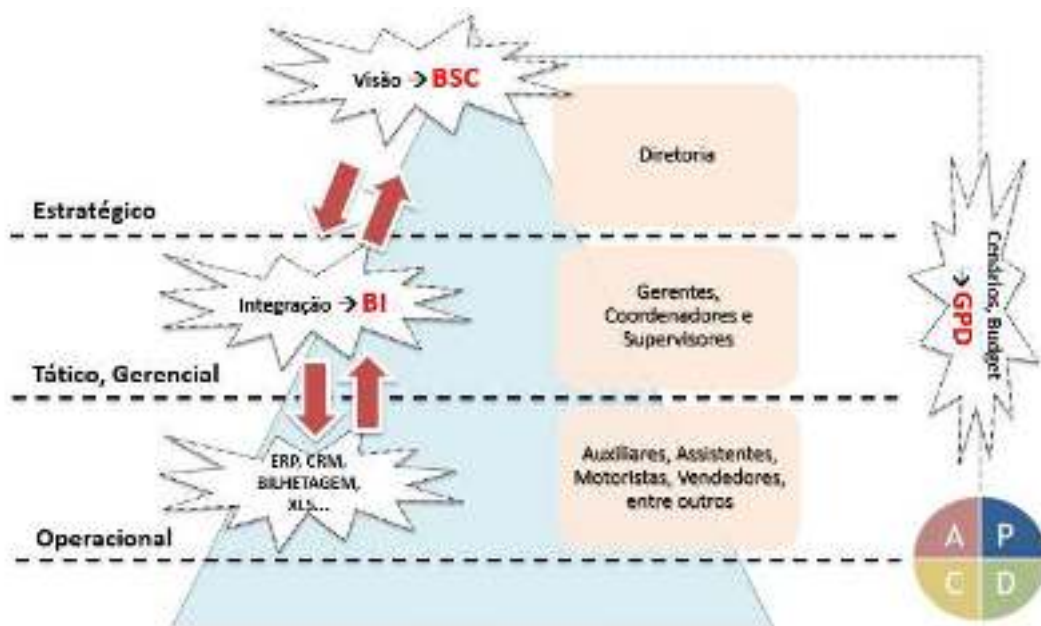 Visão → BSC
Diretoria
Estratégico
Integração → BI
Gerentes,
Coordenadores e
Supervisores
Cenários, Budget
→ GPD
Tático, Gerencial
ERP, CRM,
BILHETAGEM,
XLS...
Auxiliares, Assistentes,
Motoristas, Vendedores,
entre outros
Operacional
A P
C D